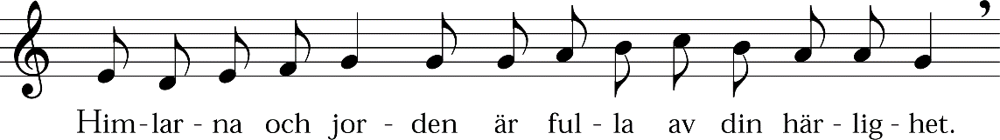 Him-lar - na och jor - den är ful - la av din här - lig - het.